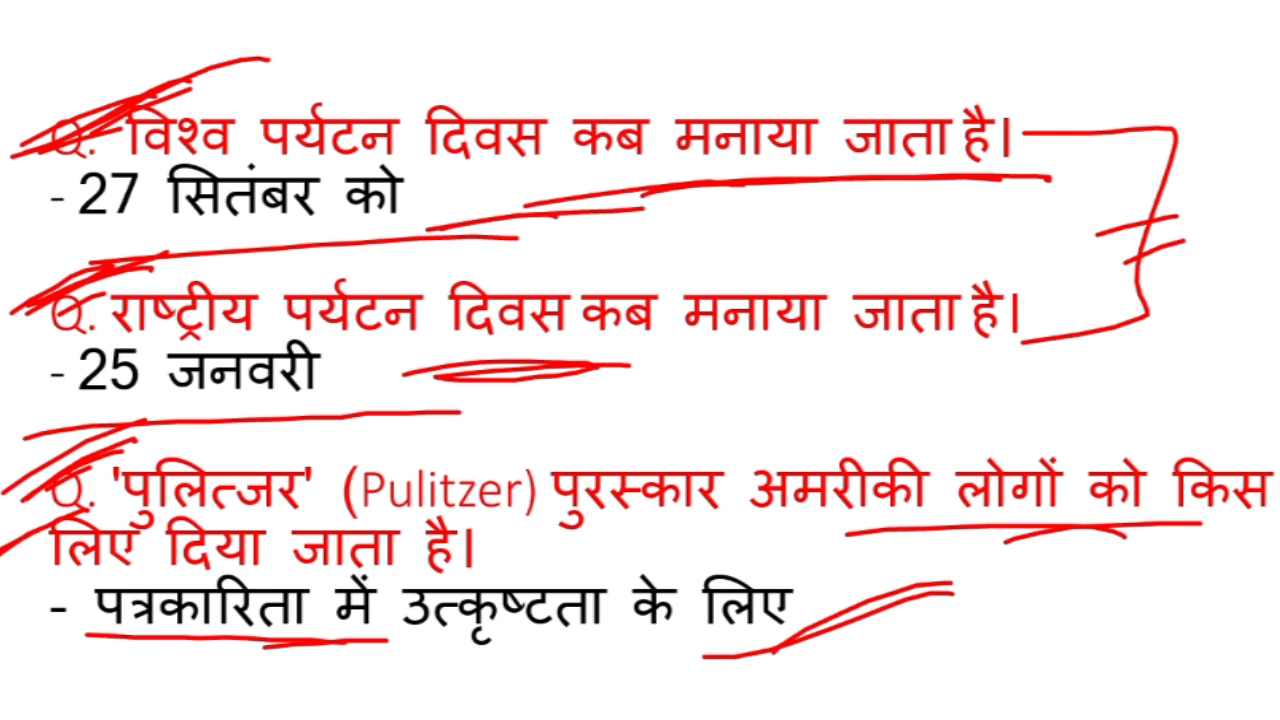 Q. विश्व पर्यटन दिवस कब मनाया जाता है।
- 27 सितंबर को
Q. राष्ट्रीय पर्यटन दिवस कब मनाया जाता है।
- 25 जनवरी
Q. 'पुलित्जर' (Pulitzer) पुरस्कार अमरीकी लोगों को किस
लिए दिया जाता है।
- पत्रकारिता में उत्कृष्टता के लिए